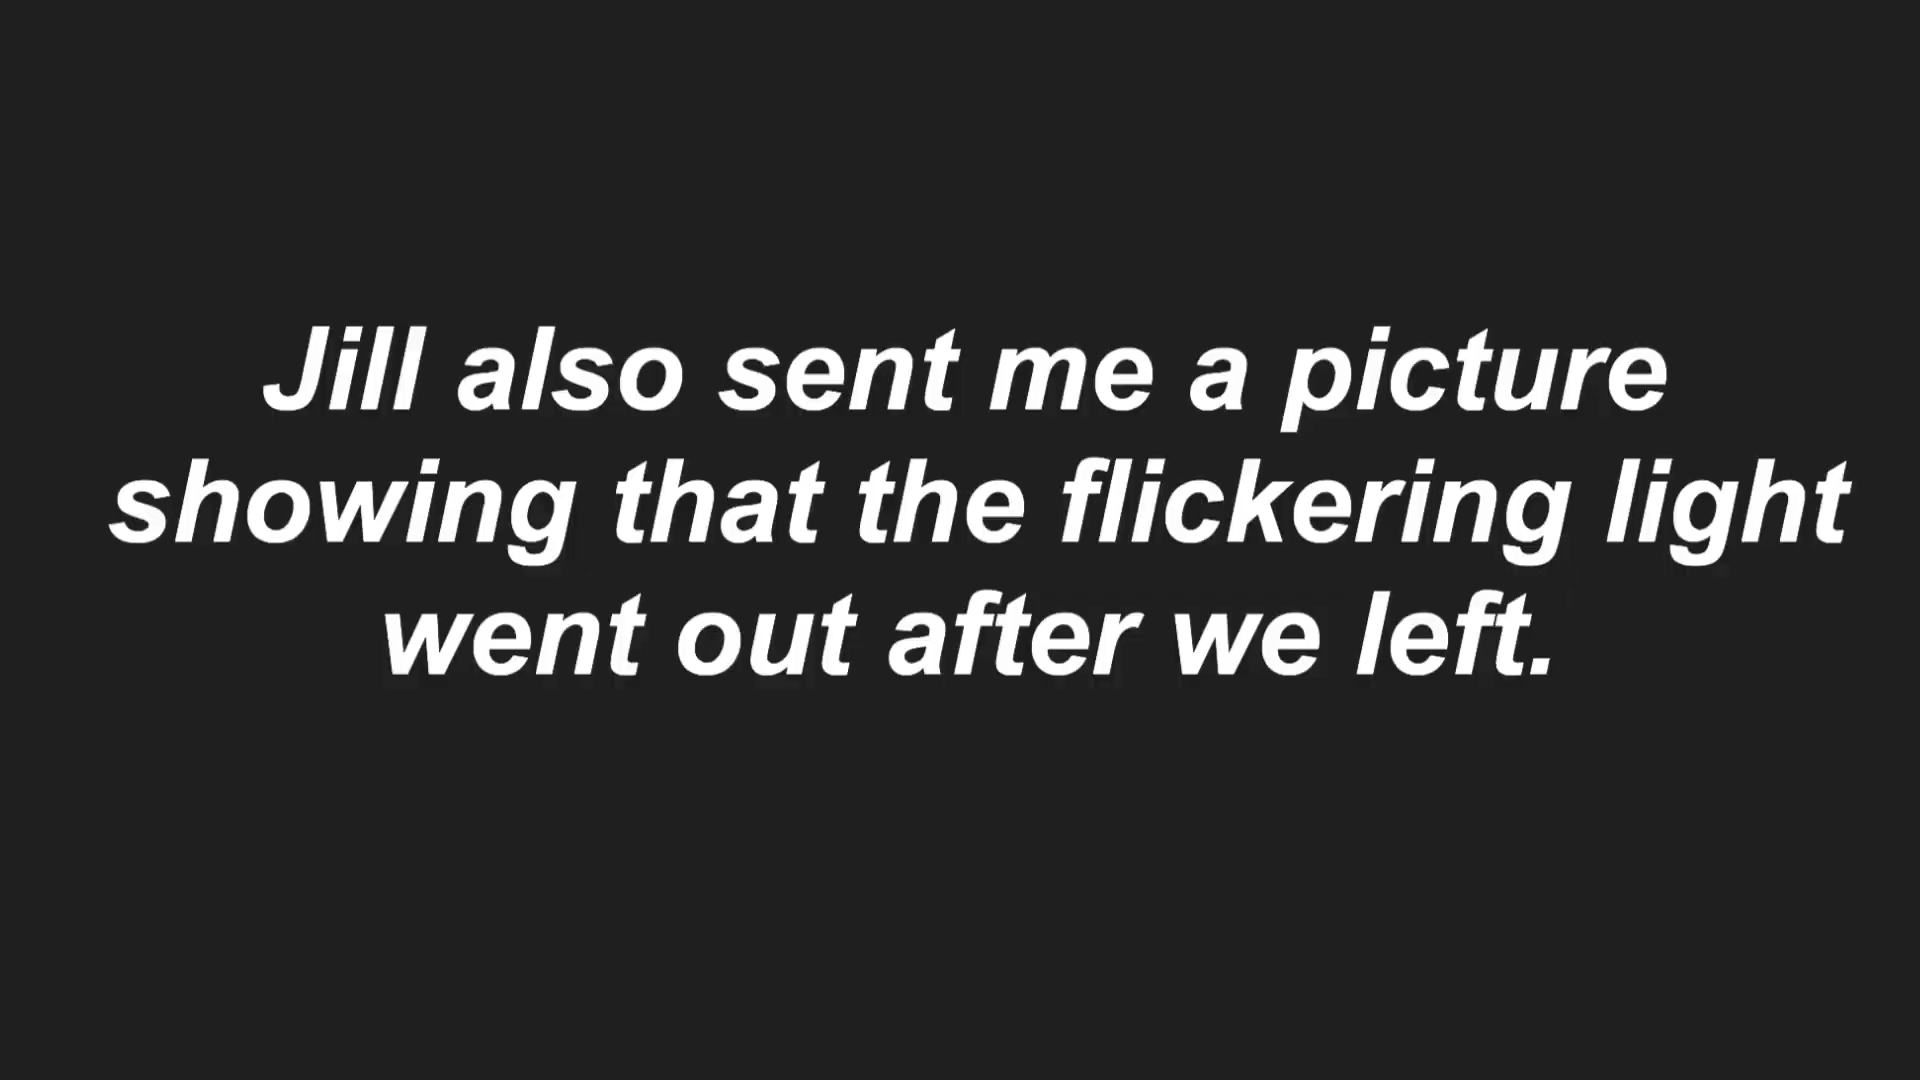 Jill also sent me a picture
showing that the flickering light
went out after we left.